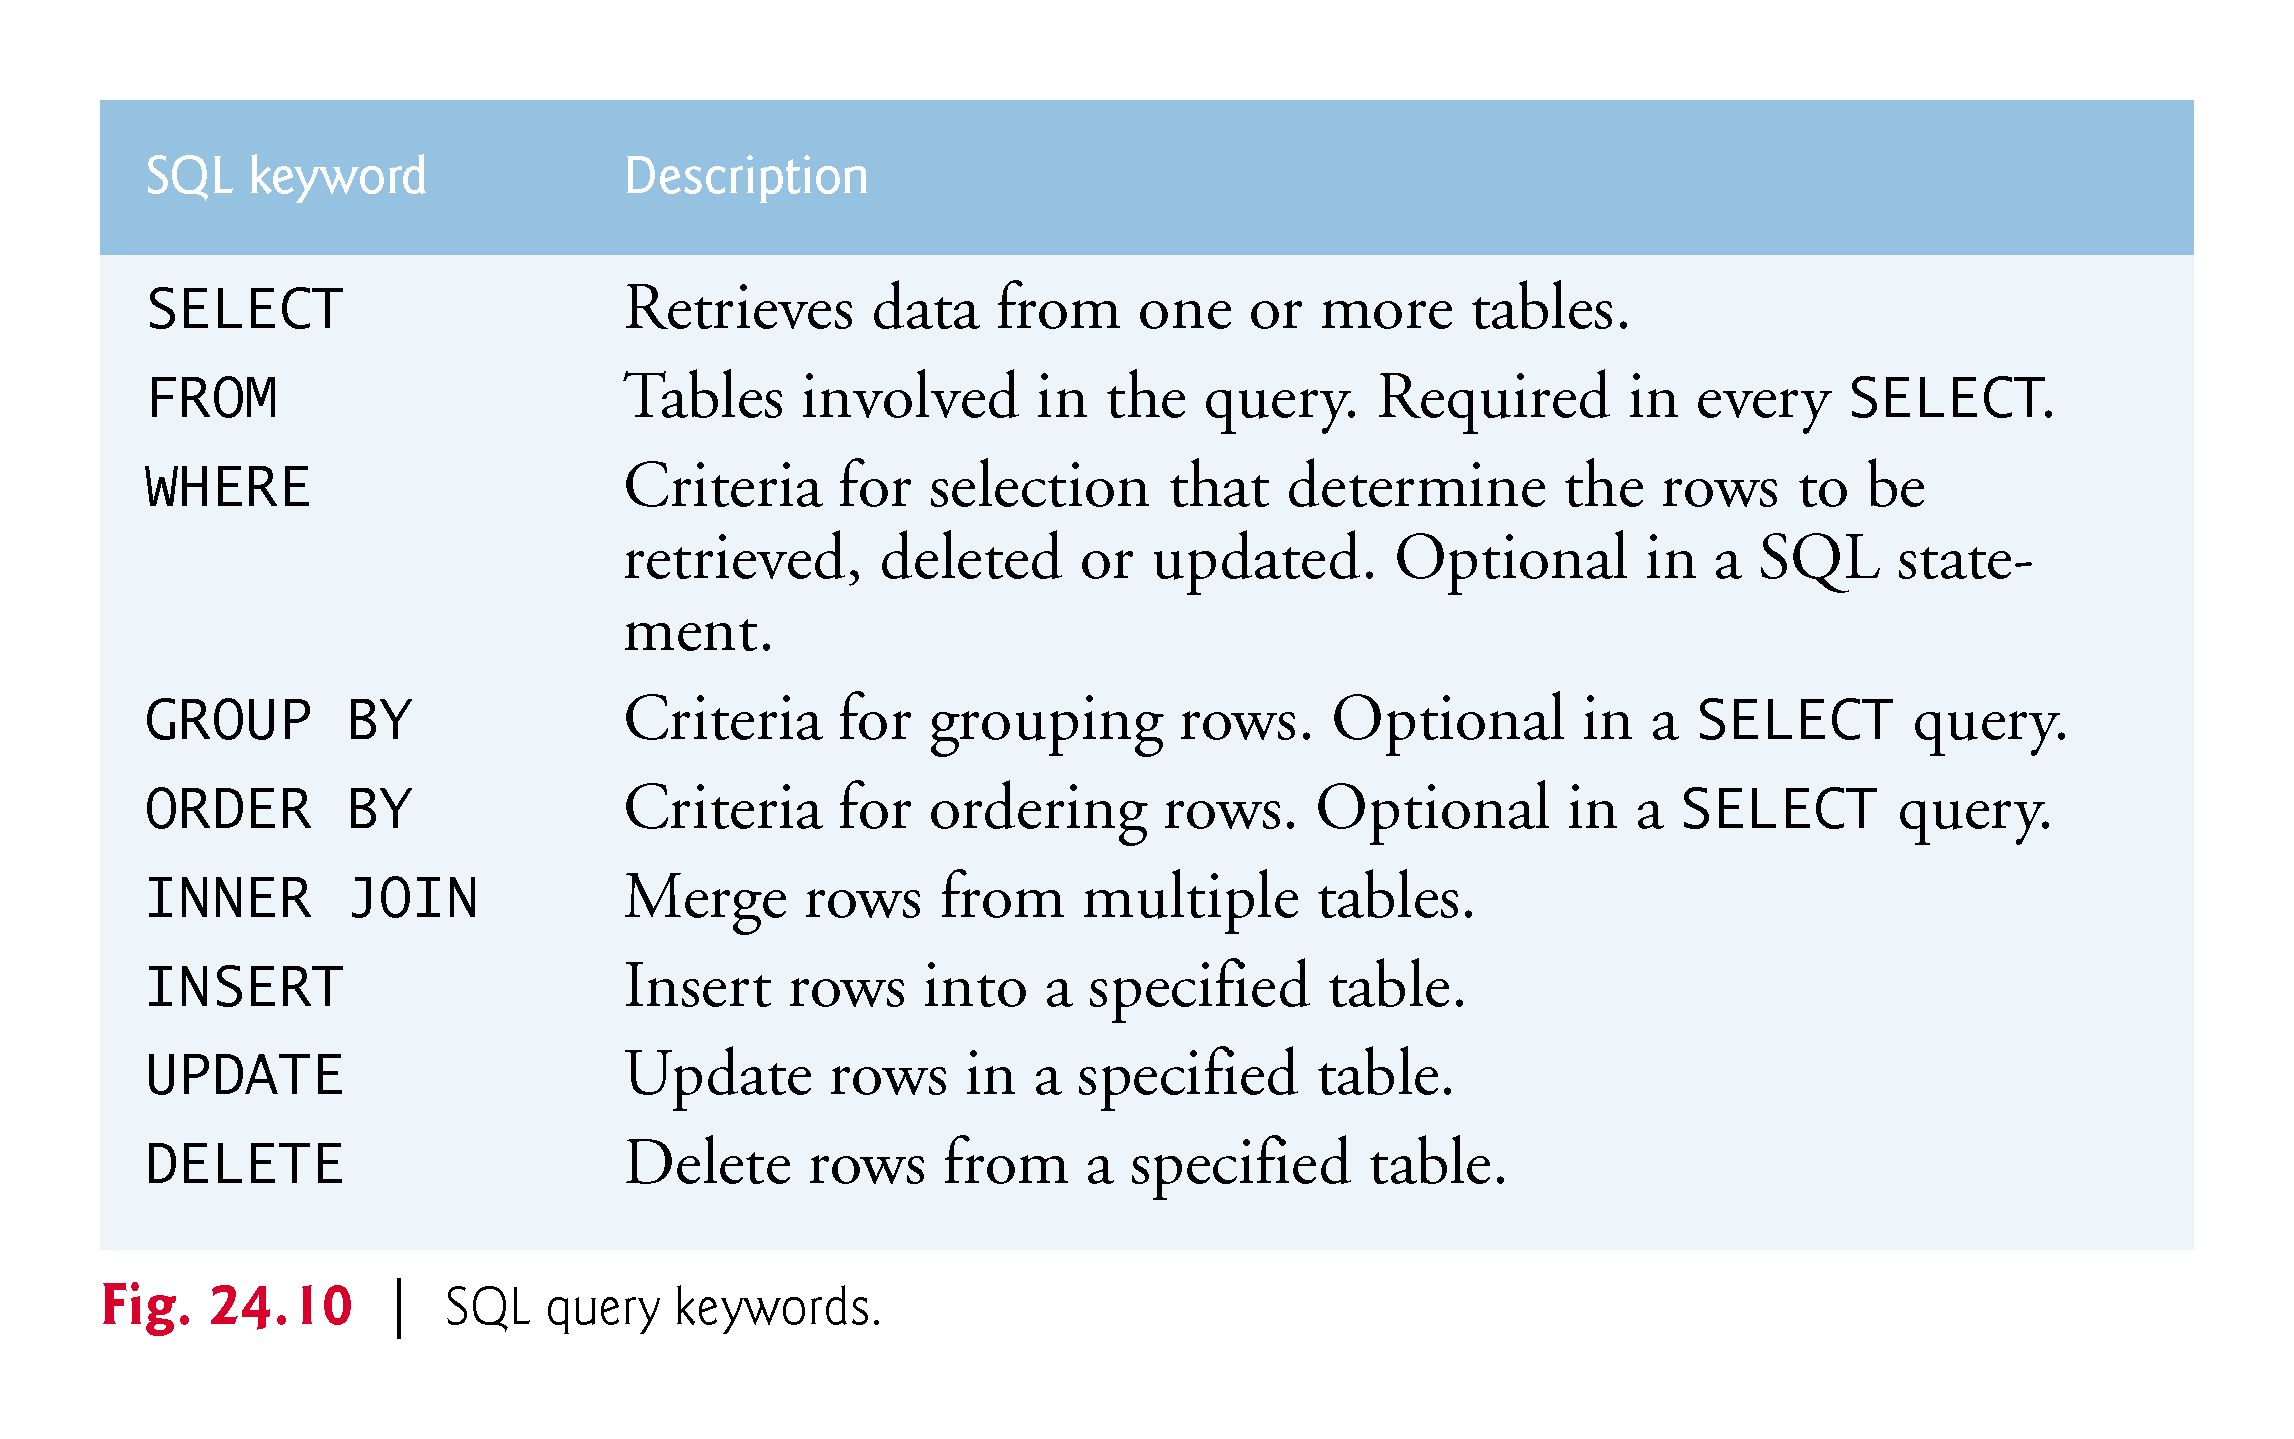 SQL keyword Description
SELECT Retrieves data from one or more tables.
FROM Tables involved in the query. Required in every SELECT.
WHERE Criteria for selection that determine the rows to be
retrieved, deleted or updated. Optional in a SQL state-
ment.
GROUP BY Criteria for grouping rows. Optional in a SELECT query.
ORDER BY Criteria for ordering rows. Optional in a SELECT query.
INNER JOIN Merge rows from multiple tables.
INSERT Insert rows into a specified table.
UPDATE Update rows in a specified table.
DELETE Delete rows from a specified table.
Fig. 24.10 | SQL query keywords.